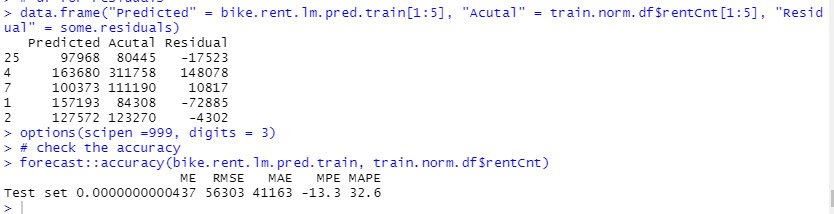 > data.frame("Predicted" = bike.rent.lm.pred.train[1:5], "Acutal" = train.norm.df$rentCnt[1:5], "Resid
ual" = some.residuals)
   Predicted Acutal Residual
25     97968  80445   -17523
4     163680 311758   148078
7     100373 111190    10817
1     157193  84308   -72885
2     127572 123270    -4302
> options(scipen =999, digits = 3)
> # check the accuracy
> forecast::accuracy(bike.rent.lm.pred.train, train.norm.df$rentCnt)
                     ME  RMSE   MAE   MPE MAPE
Test set 0.0000000000437 56303 41163 -13.3 32.6
>